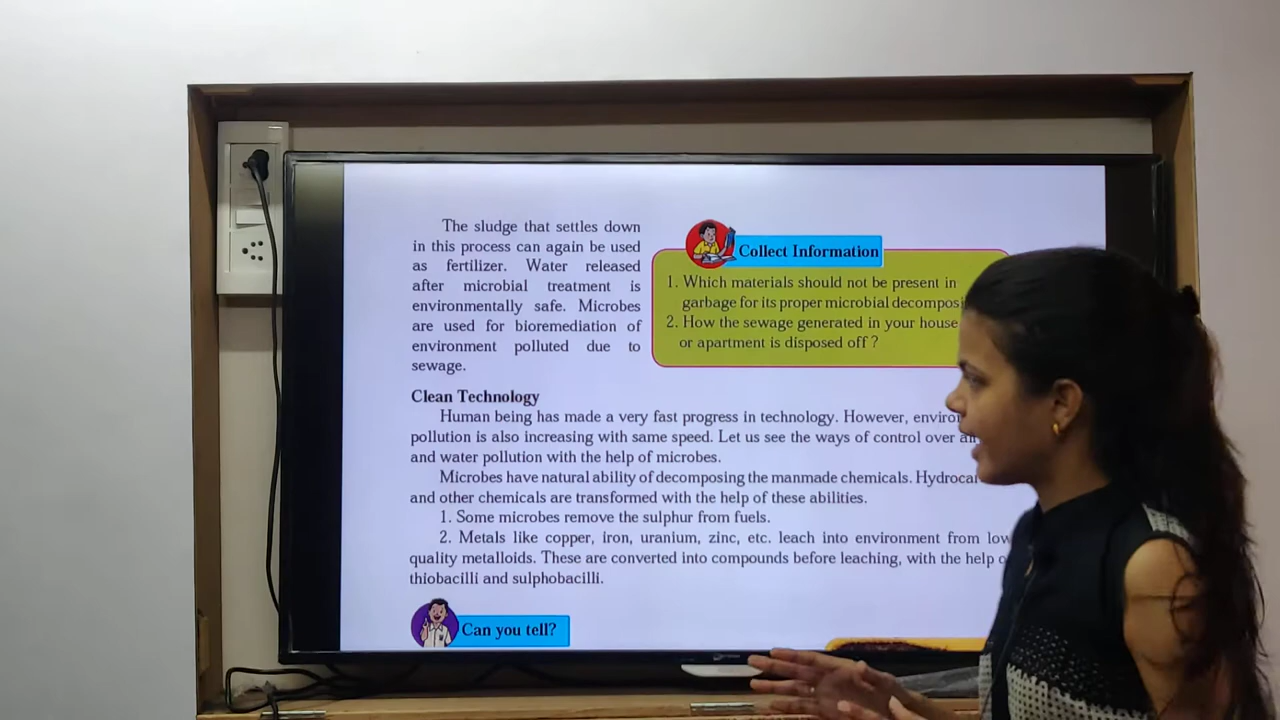 The sludge that settles down
in this process can again be used
as fertilizer. Water released
after microbial treatment is
environmentally safe. Microbes
are used for bioremediation of
environment polluted due to
sewage.
Collect Information
1. Which materials should not be present in
garbage for its proper microbial
2. How the sewage generated in your house
or apartment is disposed off ?
Clean Technology
Human being has made a very fast progress in technology. However,
pollution is also increasing with same speed. Let us see the ways of control over
and water pollution with the help of microbes.
Microbes have natural ability of decomposing the manmade chemicals.
and other chemicals are transformed with the help of these abilities.
1. Some microbes remove the sulphur from fuels.
2. Metals like copper, iron, uranium, zinc, etc. leach into environment from low
quality metalloids. These are converted into compounds before leaching, with the help
thiobacilli and sulphobacilli.
Can you tell?